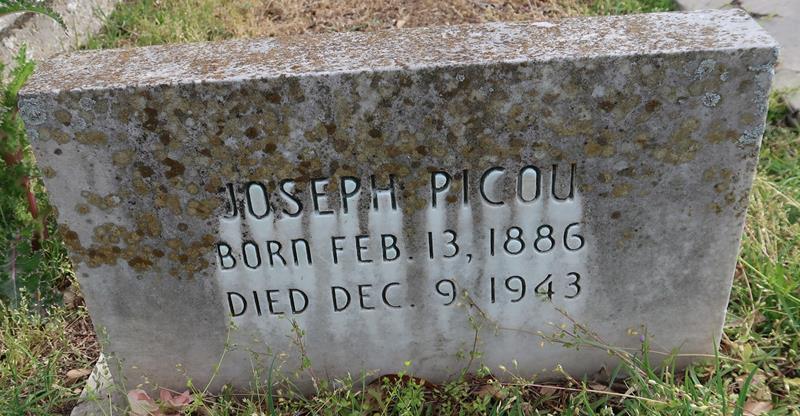 JOSEPH PICOU
BORN FEB. 13, 1886
DIED DEC. 9 1943